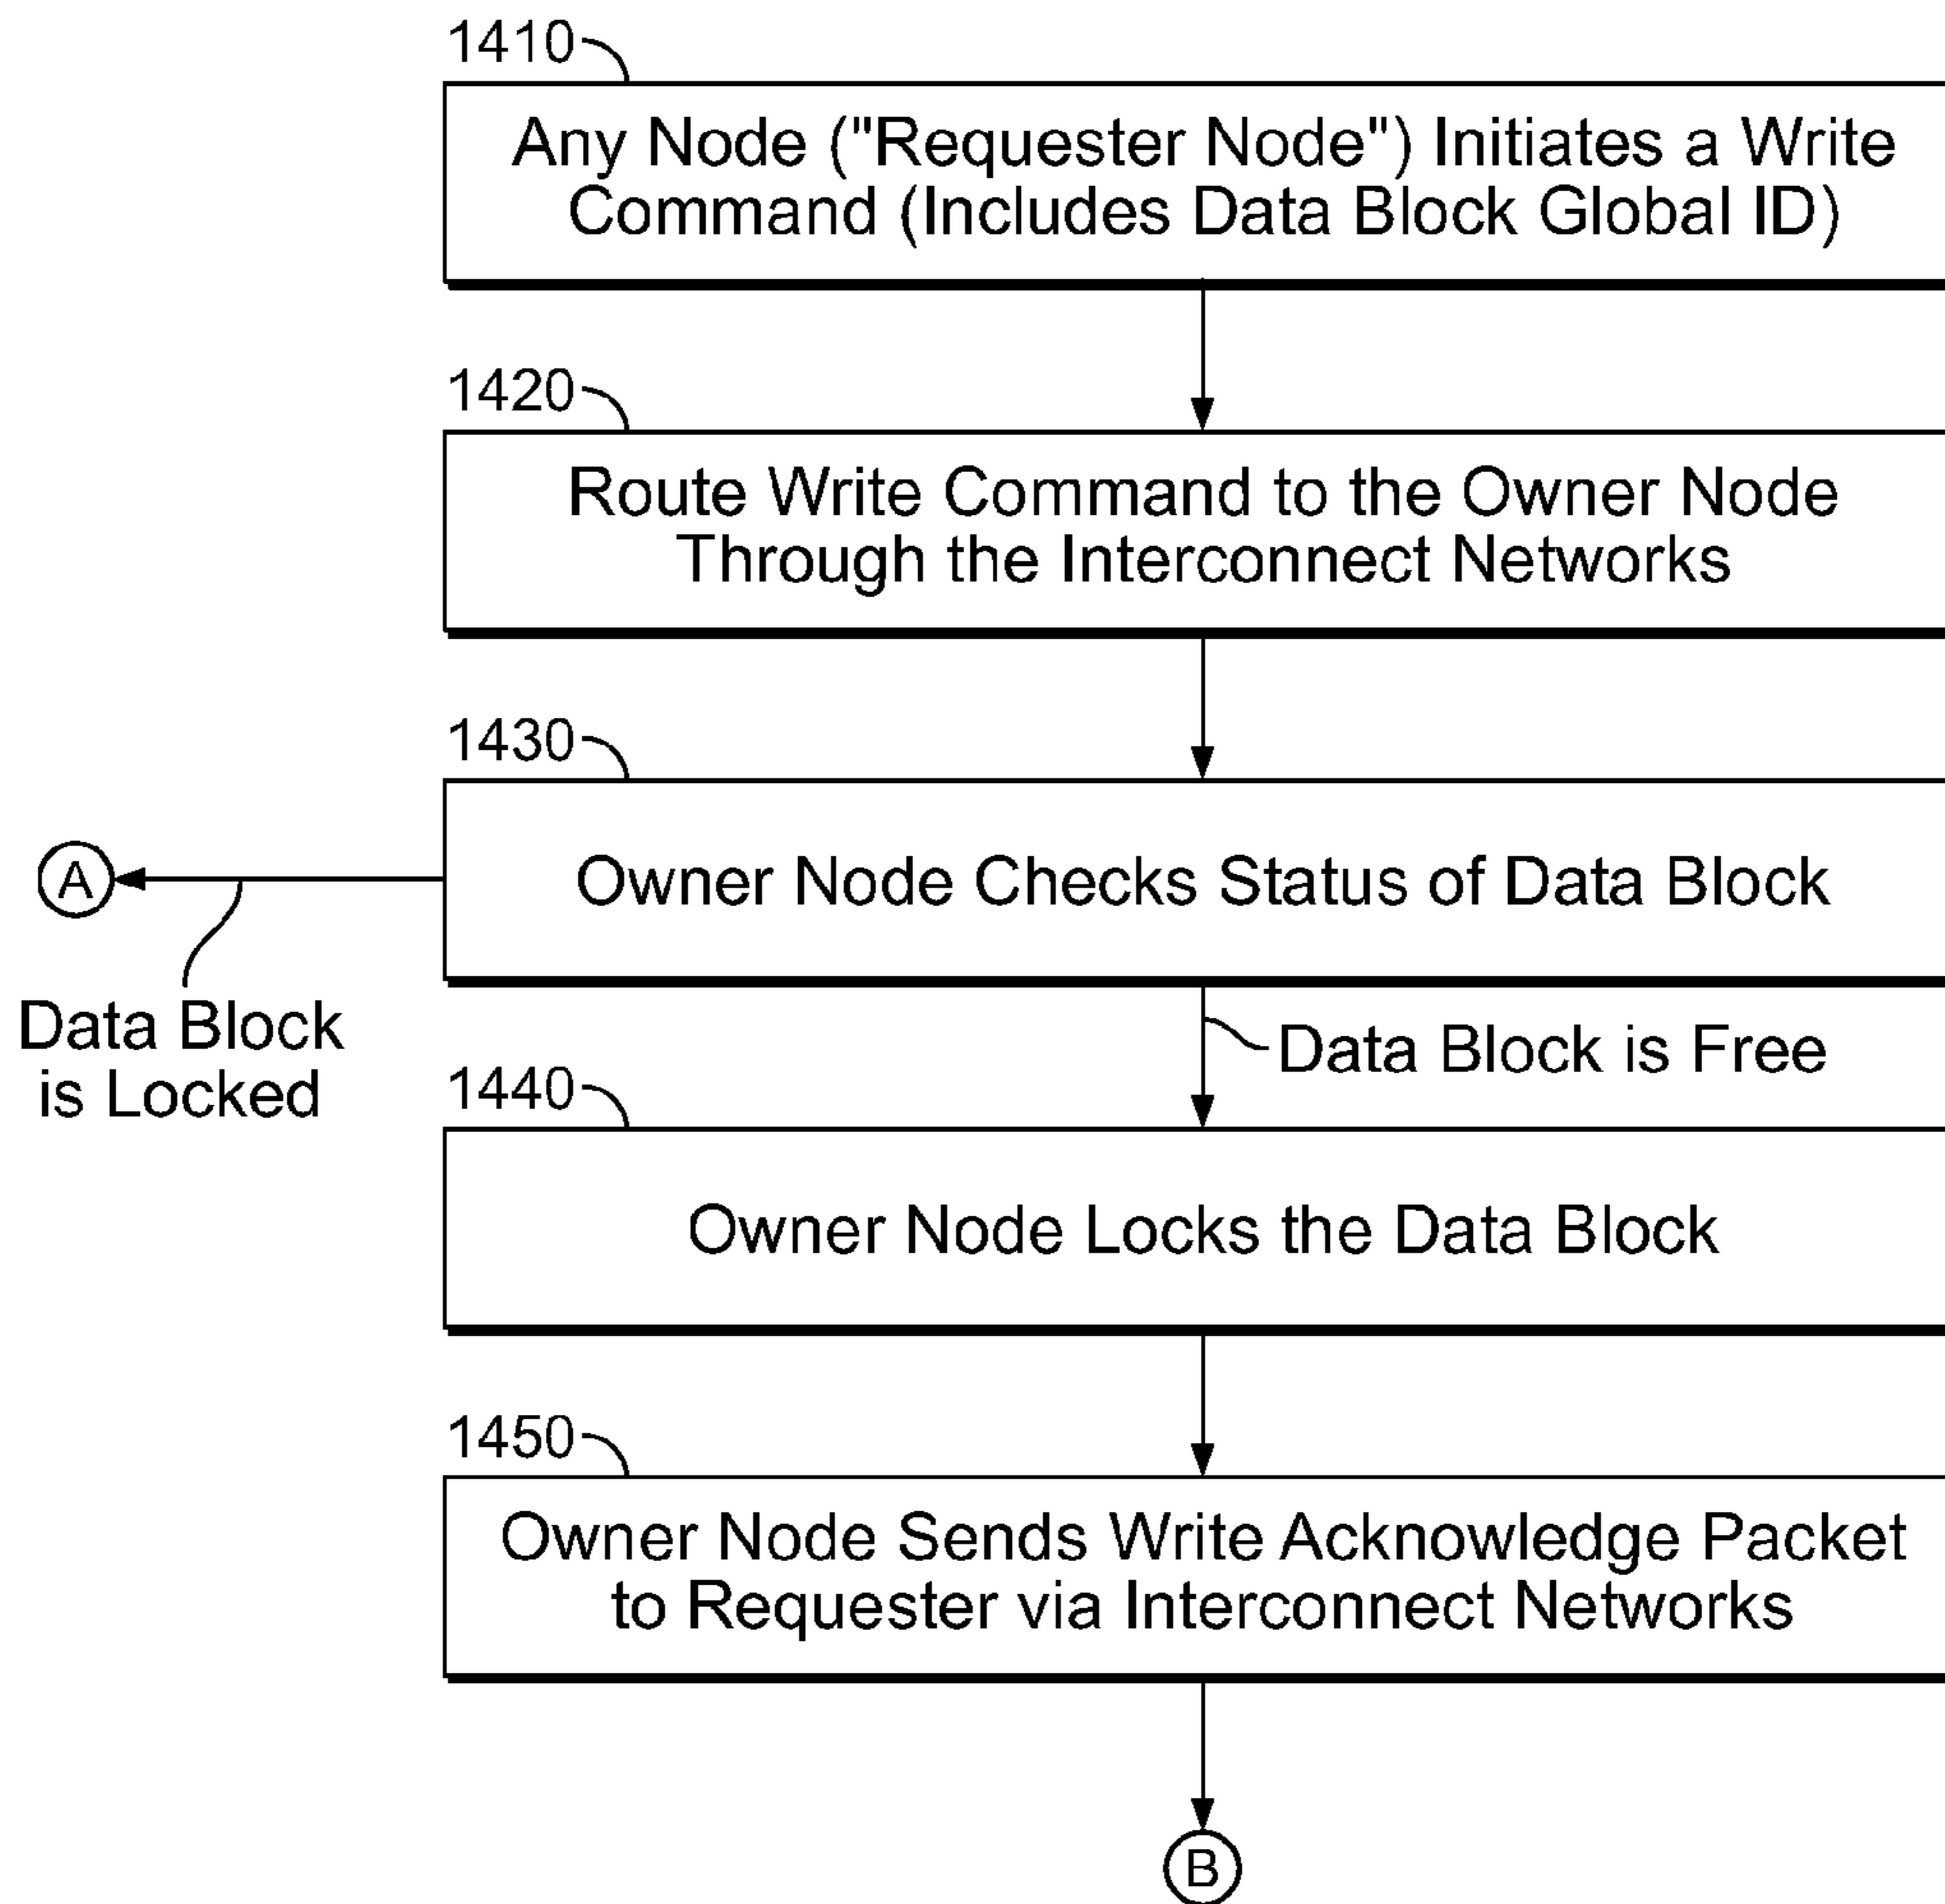 1410
Any Node ("Requester Node") Initiates a Write
Command (Includes Data Block Global ID)
1420
Route Write Command to the Owner Node
Through the Interconnect Networks
1430
Owner Node Checks Status of Data Block
A
Data Block
is Locked
Data Block is Free
1440
Owner Node Locks the Data Block
1450
Owner Node Sends Write Acknowledge Packet
to Requester via Interconnect Networks
B